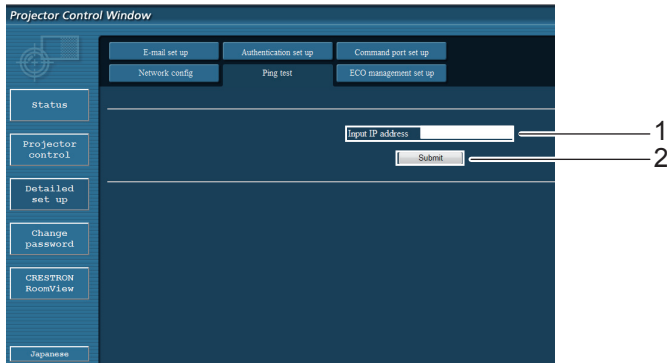 Projector Control Window
E-mail set up
Authentication set up
Command port set up
Network config
Ping test
ECO management set up
Status
Projector
control
Detailed
set up
Change
password
CRESTRON
RoomView
Japanese
Input IP address
1
Submit
2